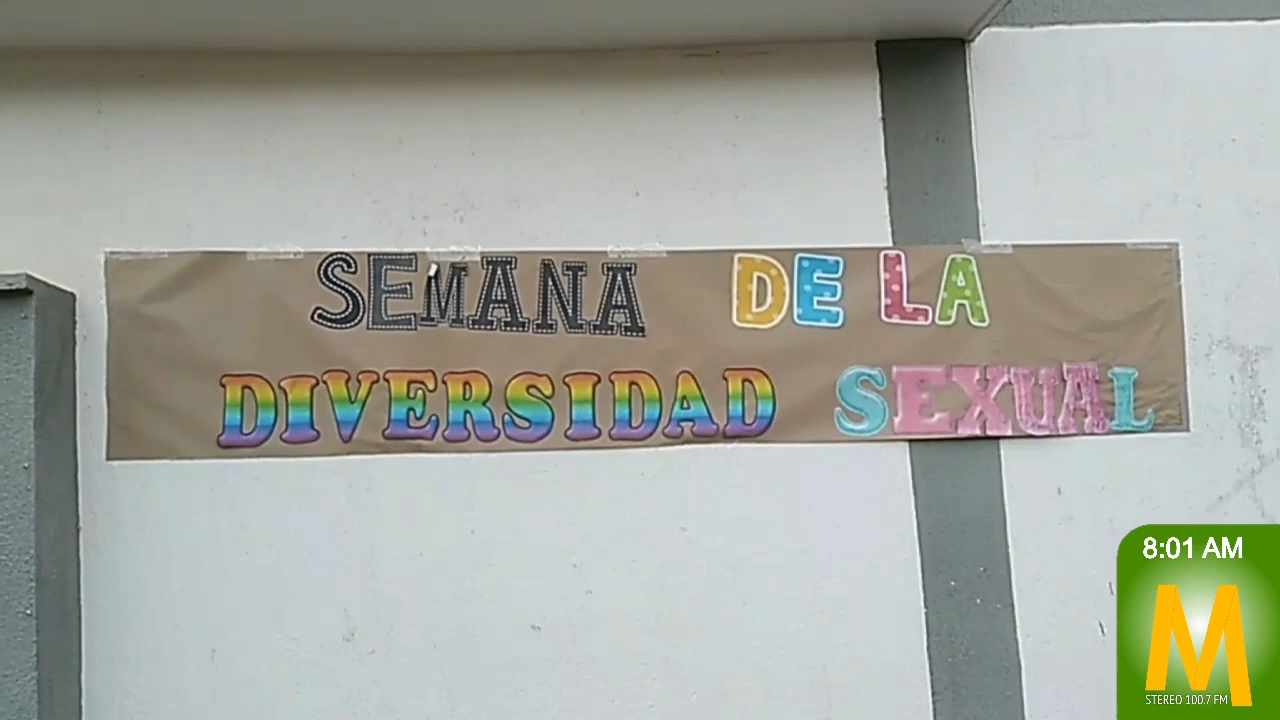 SEMANA DE LA
DIVERSIDAD SEXUAL
8:01 AM
M
STEREO 100.7 FM